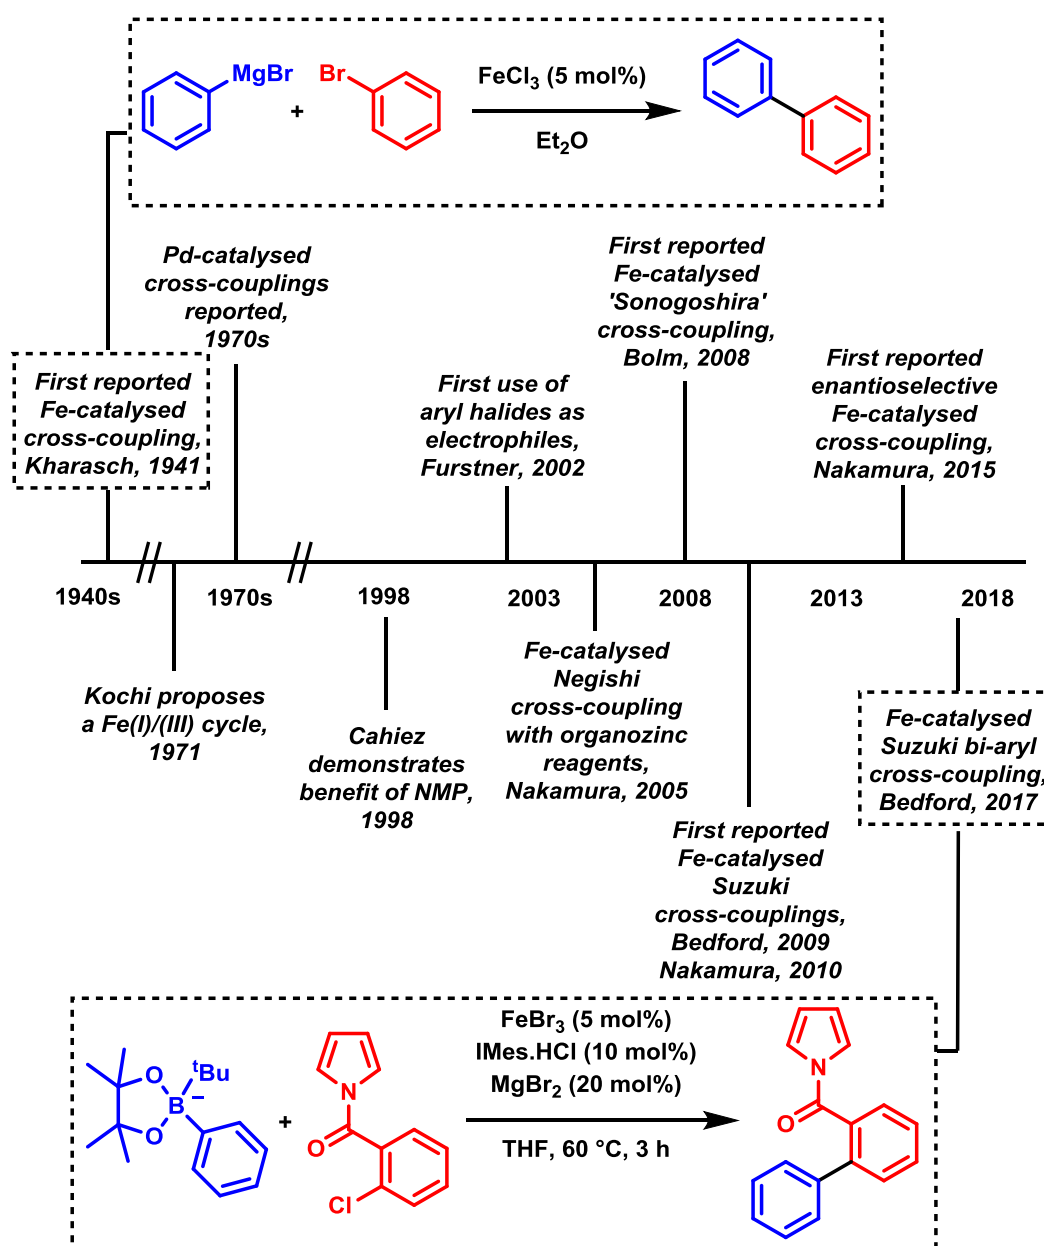 MgBr
Br
+
FeCl3 (5 mol%)
Et2O
First reported
Fe-catalysed
cross-coupling,
Kharasch, 1941
Pd-catalysed
cross-couplings
reported,
1970s
First use of
aryl halides as
electrophiles,
Furstner, 2002
First reported
Fe-catalysed
'Sonogoshira'
cross-coupling,
Bolm, 2008
First reported
enantioselective
Fe-catalysed
cross-coupling,
Nakamura, 2015
1940s
1970s
1998
2003
2008
2013
2018
Kochi proposes
a Fe(I)/(III) cycle,
1971
Cahiez
demonstrates
benefit of NMP,
1998
Fe-catalysed
Negishi
cross-coupling
with organozinc
reagents,
Nakamura, 2005
First reported
Fe-catalysed
Suzuki
cross-couplings,
Bedford, 2009
Nakamura, 2010
Fe-catalysed
Suzuki bi-aryl
cross-coupling,
Bedford, 2017
O
O
B
−
tBu
+
N
O
Cl
FeBr3 (5 mol%)
IMes.HCl (10 mol%)
MgBr2 (20 mol%)
THF, 60 °C, 3 h
N
O